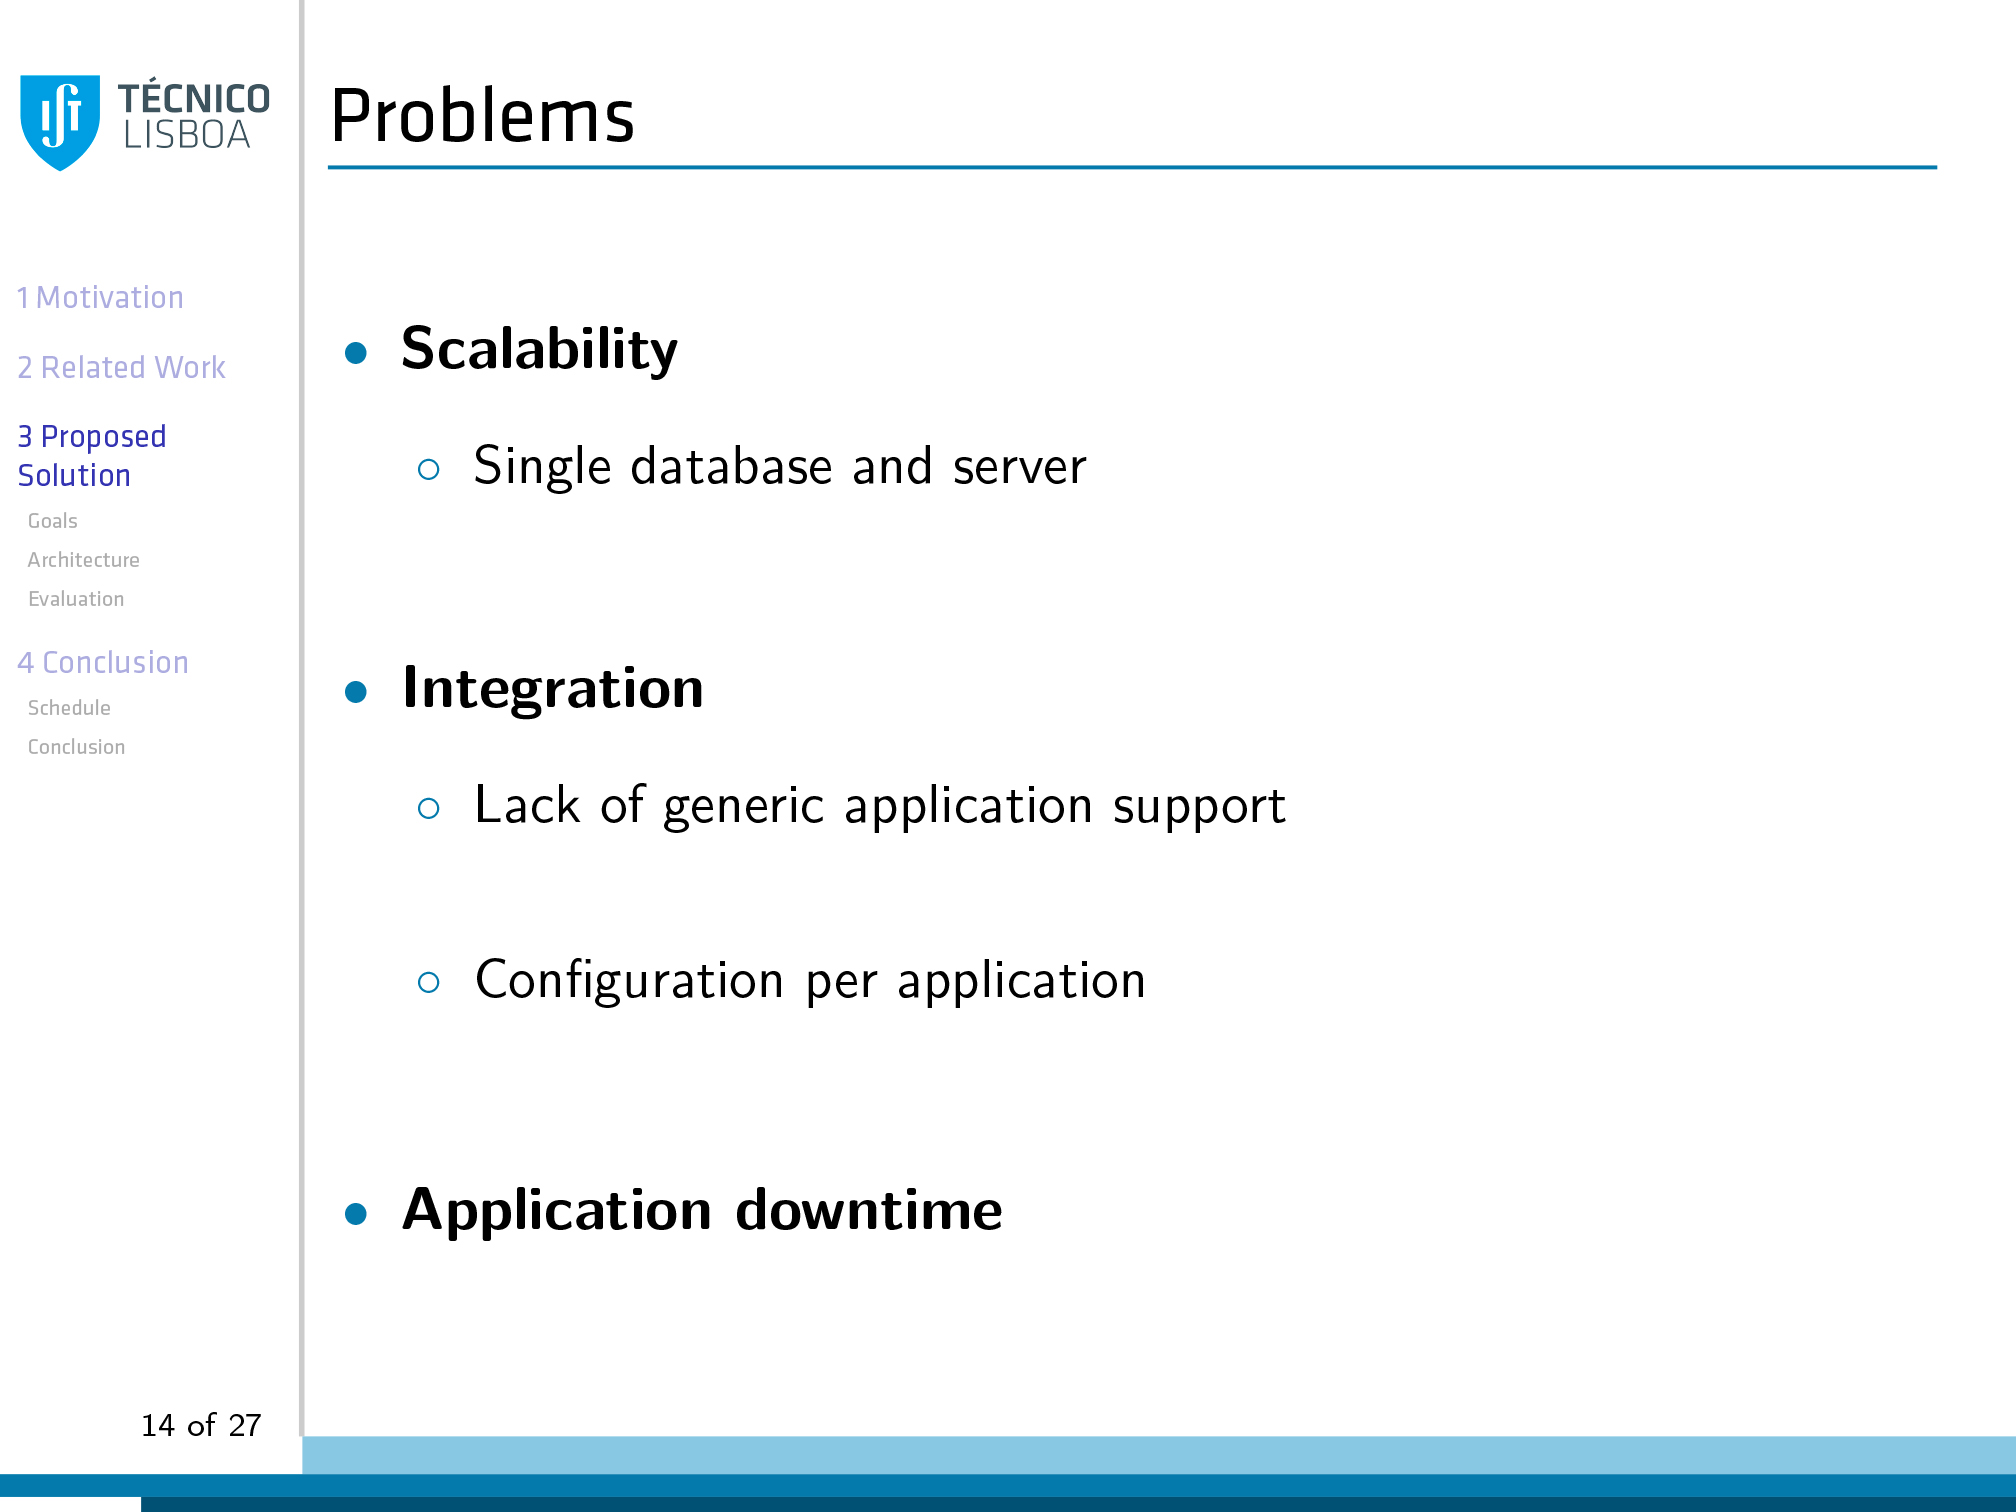 TÉCNICO
LISBOA
Problems
1 Motivation
2 Related Work
3 Proposed
Solution
Goals
Architecture
Evaluation
4 Conclusion
Schedule
Conclusion
• Scalability
◦ Single database and server
• Integration
◦ Lack of generic application support
◦ Configuration per application
• Application downtime
14 of 27